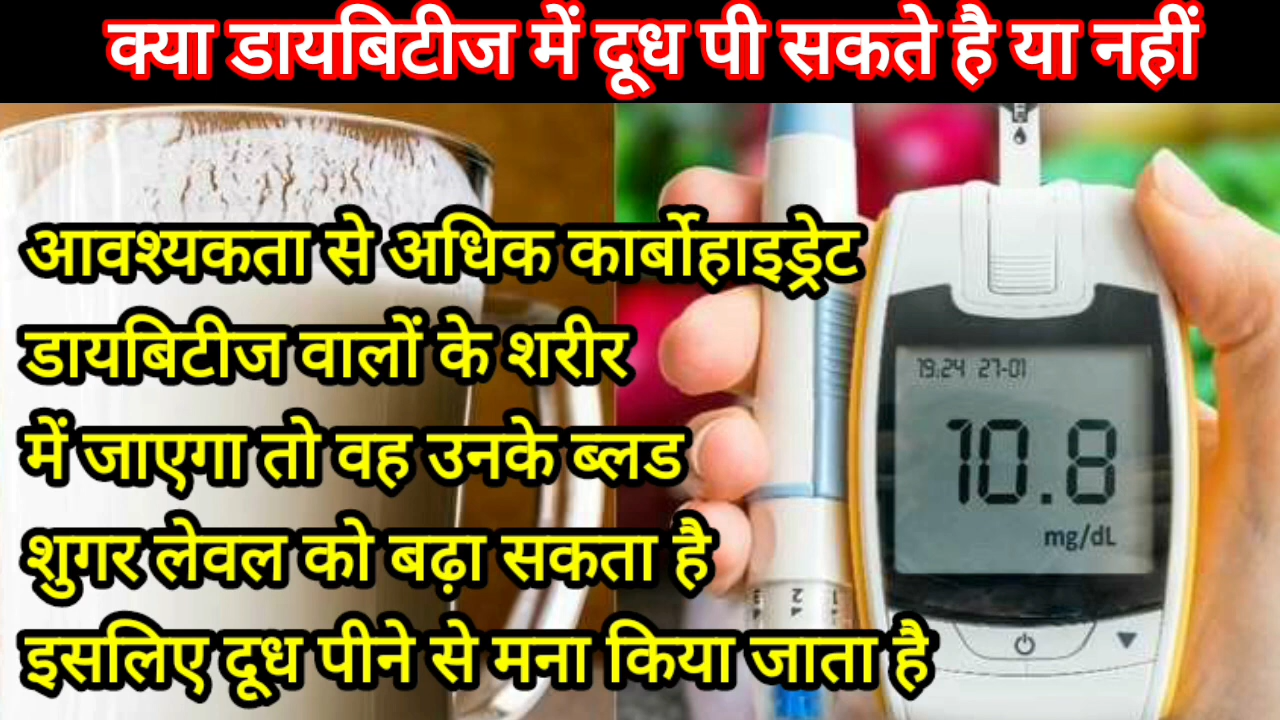 क्या डायबिटीज में दूध पी सकते है या नहीं
आवश्यकता से अधिक कार्बोहाइड्रेट
डायबिटीज वालों के शरीर
में जाएगा तो वह उनके ब्लड
शुगर लेवल को बढ़ा सकता है
इसलिए दूध पीने से मना किया जाता है
19:24 27-01
10.8
mg/dL